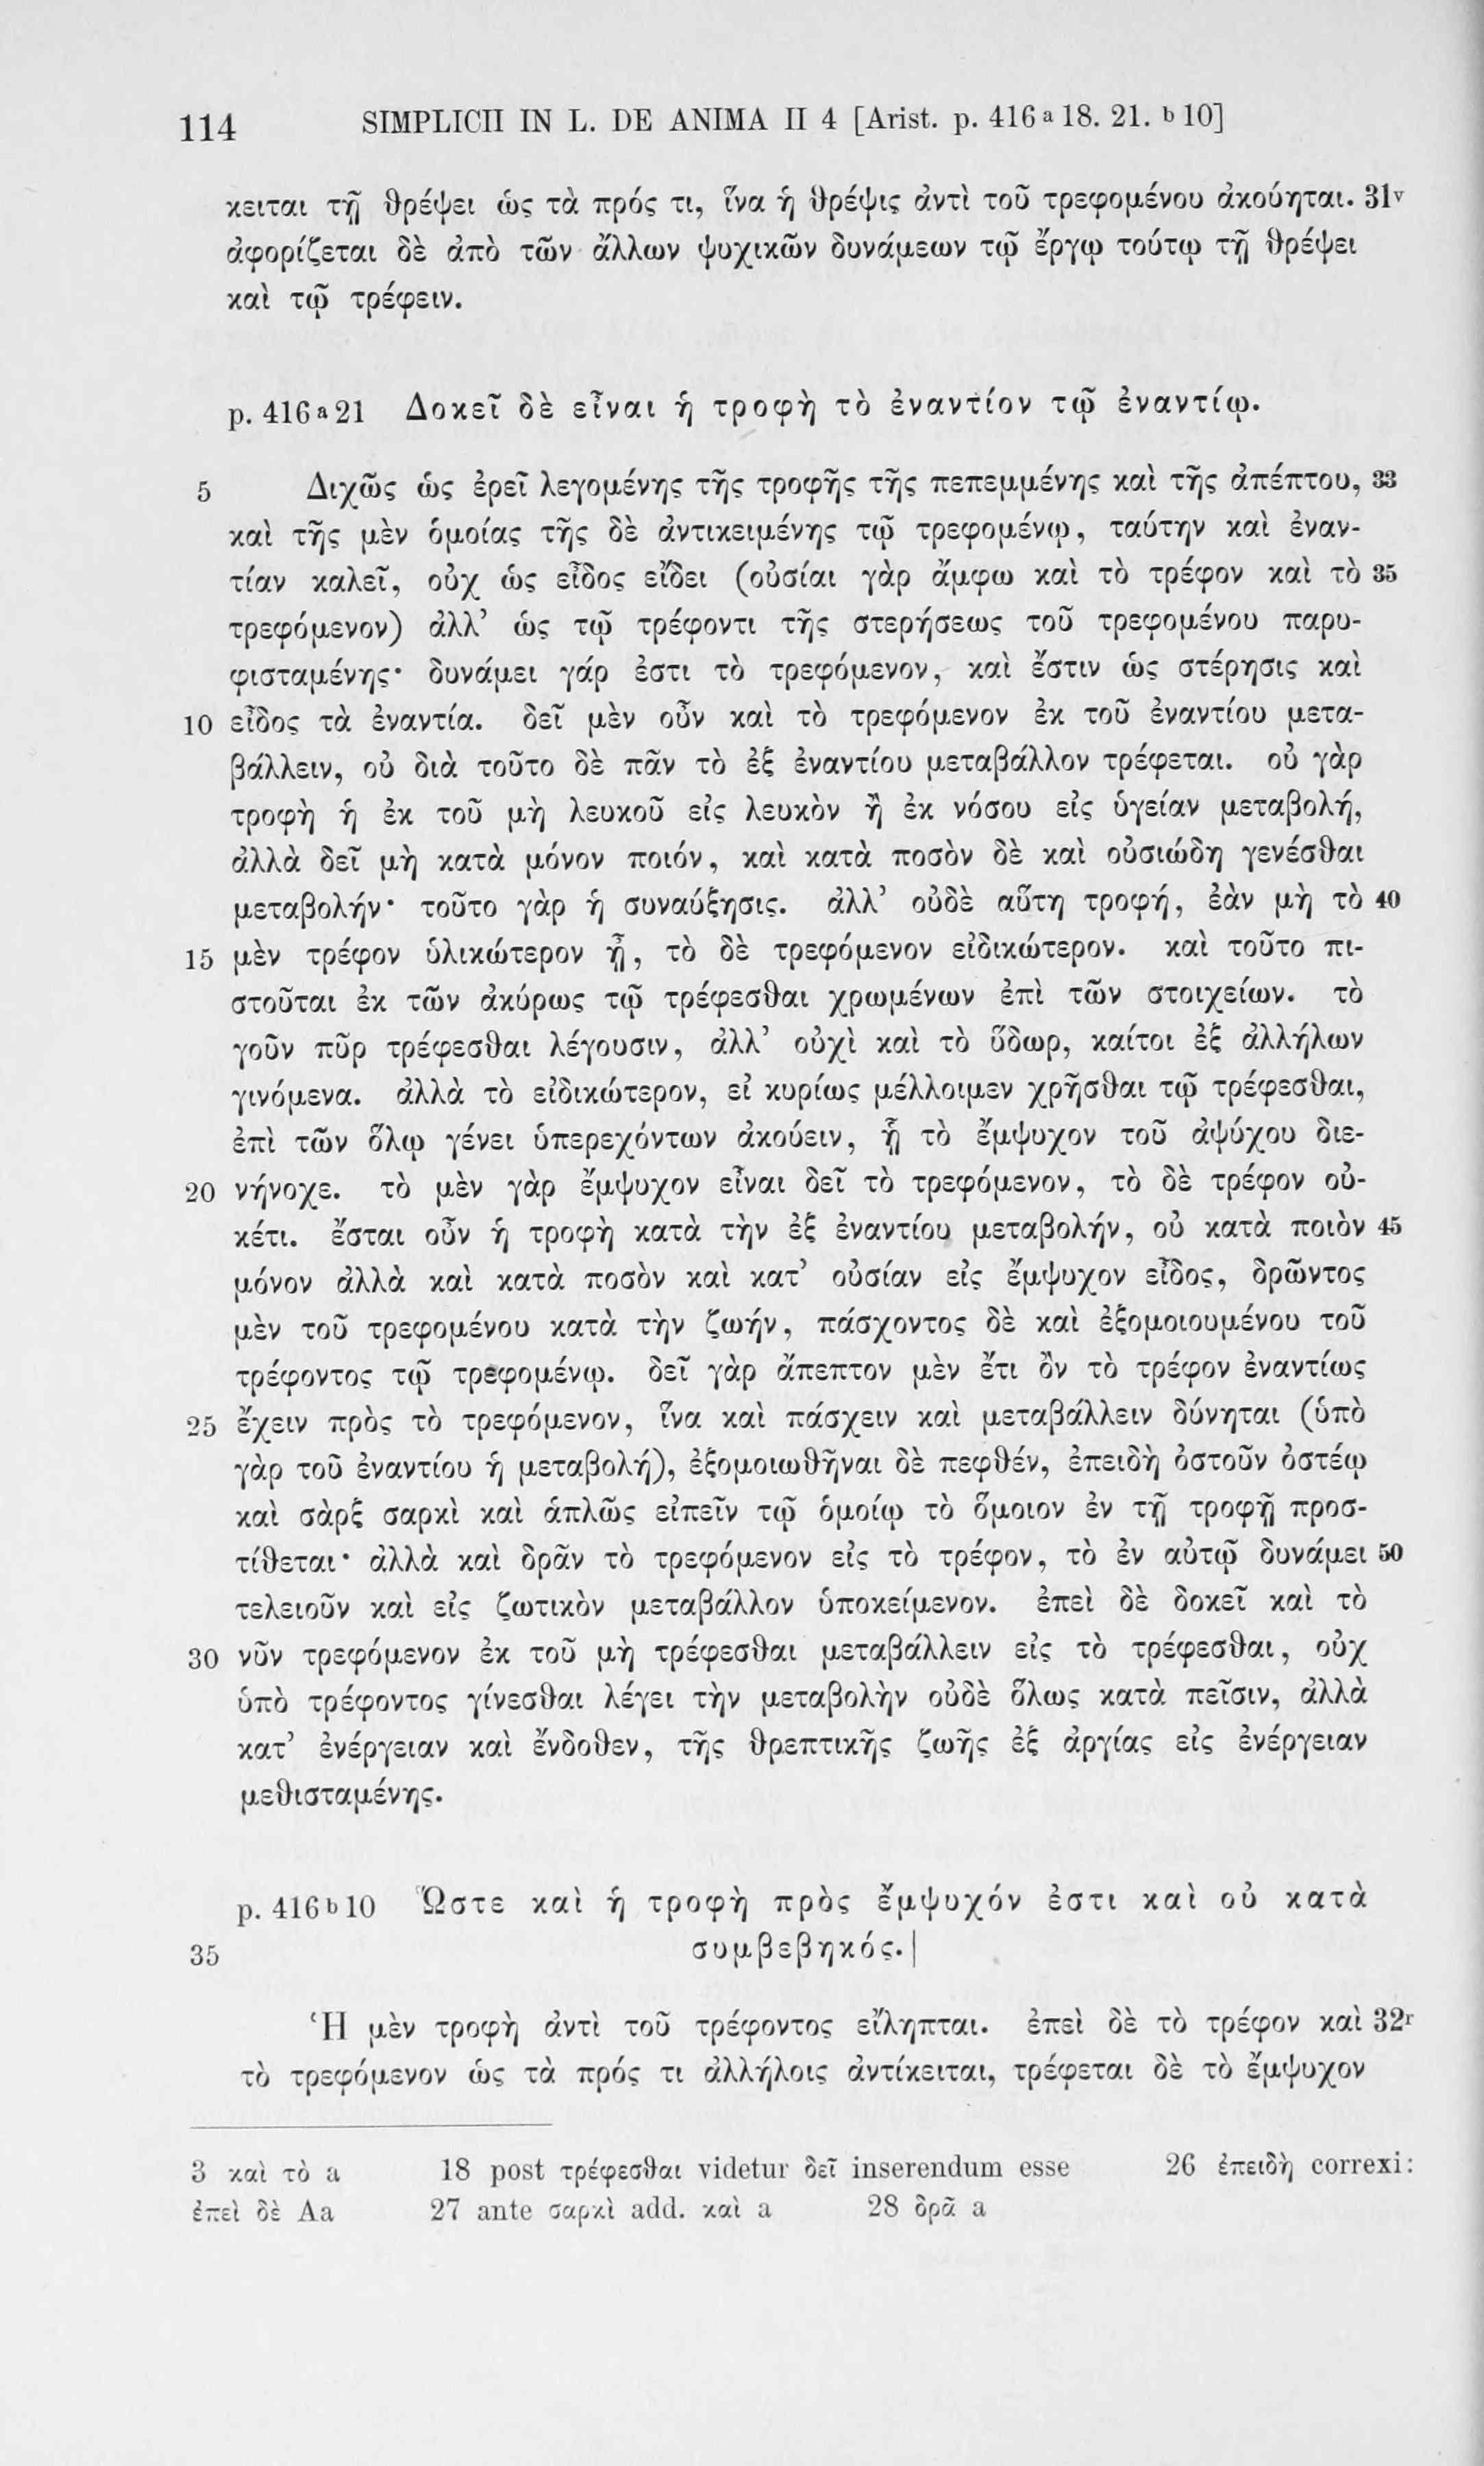 114 SIMPLICII IN L. DE ANIMA II 4 [Arist. p. 416 a 18. 21. b 10]
κειται τῇ θρέψει ὡς τὰ πρός τι, ἵνα ἡ θρέψις ἀντὶ τοῦ τρεφομένου ἀκούηται. 31v
ἀφορίζεται δὲ ἀπὸ τῶν ἄλλων ψυχικῶν δυνάμεων τῷ ἔργῳ τούτῳ τῇ θρέψει
καὶ τῷ τρέφειν.
p. 416 a 21 Δοκεῖ δὲ εἶναι ἡ τροφὴ τὸ ἐναντίον τῷ ἐναντίῳ.
5 Διχῶς ὡς ἐρεῖ λεγομένης τῆς τροφῆς τῆς πεπεμμένης καὶ τῆς ἀπέπτου, 33
καὶ τῆς μὲν ὁμοίας τῆς δὲ ἀντικειμένης τῷ τρεφομένῳ, ταύτην καὶ ἐναν-
τίαν καλεῖ, οὐχ ὡς εἶδος εἴδει (οὐσίαι γὰρ ἄμφω καὶ τὸ τρέφον καὶ τὸ 35
τρεφόμενον) ἀλλ’ ὡς τῷ τρέφοντι τῆς στερήσεως τοῦ τρεφομένου παρυ-
φισταμένης· δυνάμει γάρ ἐστι τὸ τρεφόμενον, καὶ ἔστιν ὡς στέρησις καὶ
10 εἶδος τὰ ἐναντία. δεῖ μὲν οὖν καὶ τὸ τρεφόμενον ἐκ τοῦ ἐναντίου μετα-
βάλλειν, οὐ διὰ τοῦτο δὲ πᾶν τὸ ἐξ ἐναντίου μεταβάλλον τρέφεται. οὐ γὰρ
τροφὴ ἡ ἐκ τοῦ μὴ λευκοῦ εἰς λευκὸν ἢ ἐκ νόσου εἰς ὑγείαν μεταβολή,
ἀλλὰ δεῖ μὴ κατὰ μόνον ποιόν, καὶ κατὰ ποσὸν δὲ καὶ οὐσιώδη γενέσθαι
μεταβολήν· τοῦτο γὰρ ἡ συναύξησις. ἀλλ’ οὐδὲ αὕτη τροφή, ἐὰν μὴ τὸ 40
15 μὲν τρέφον ὑλικώτερον ᾖ, τὸ δὲ τρεφόμενον εἰδικώτερον. καὶ τοῦτο πι-
στοῦται ἐκ τῶν ἀκύρως τῷ τρέφεσθαι χρωμένων ἐπὶ τῶν στοιχείων. τὸ
γοῦν πῦρ τρέφεσθαι λέγουσιν, ἀλλ’ οὐχὶ καὶ τὸ ὕδωρ, καίτοι ἐξ ἀλλήλων
γινόμενα. ἀλλὰ τὸ εἰδικώτερον, εἰ κυρίως μέλλοιμεν χρῆσθαι τῷ τρέφεσθαι,
ἐπὶ τῶν ὅλῳ γένει ὑπερεχόντων ἀκούειν, ᾗ τὸ ἔμψυχον τοῦ ἀψύχου διε-
20 νήνοχε. τὸ μὲν γὰρ ἔμψυχον εἶναι δεῖ τὸ τρεφόμενον, τὸ δὲ τρέφον οὐ-
κέτι. ἔσται οὖν ἡ τροφὴ κατὰ τὴν ἐξ ἐναντίου μεταβολήν, οὐ κατὰ ποιὸν 45
μόνον ἀλλὰ καὶ κατὰ ποσὸν καὶ κατ’ οὐσίαν εἰς ἔμψυχον εἶδος, δρῶντος
μὲν τοῦ τρεφομένου κατὰ τὴν ζωήν, πάσχοντος δὲ καὶ ἐξομοιουμένου τοῦ
τρέφοντος τῷ τρεφομένῳ. δεῖ γὰρ ἄπεπτον μὲν ἔτι ὂν τὸ τρέφον ἐναντίως
25 ἔχειν πρὸς τὸ τρεφόμενον, ἵνα καὶ πάσχειν καὶ μεταβάλλειν δύνηται (ὑπὸ
γὰρ τοῦ ἐναντίου ἡ μεταβολή), ἐξομοιωθῆναι δὲ πεφθέν, ἐπειδὴ ὀστοῦν ὀστέῳ
καὶ σὰρξ σαρκὶ καὶ ἁπλῶς εἰπεῖν τῷ ὁμοίῳ τὸ ὅμοιον ἐν τῇ τροφῇ προσ-
τίθεται· ἀλλὰ καὶ δρᾶν τὸ τρεφόμενον εἰς τὸ τρέφον, τὸ ἐν αὐτῷ δυνάμει 50
τελειοῦν καὶ εἰς ζωτικὸν μεταβάλλον ὑποκείμενον. ἐπεὶ δὲ δοκεῖ καὶ τὸ
30 νῦν τρεφόμενον ἐκ τοῦ μὴ τρέφεσθαι μεταβάλλειν εἰς τὸ τρέφεσθαι, οὐχ
ὑπὸ τρέφοντος γίνεσθαι λέγει τὴν μεταβολὴν οὐδὲ ὅλως κατὰ πεῖσιν, ἀλλὰ
κατ’ ἐνέργειαν καὶ ἔνδοθεν, τῆς θρεπτικῆς ζωῆς ἐξ ἀργίας εἰς ἐνέργειαν
μεθισταμένης.
p. 416 b 10 Ὥστε καὶ ἡ τροφὴ πρὸς ἔμψυχόν ἐστι καὶ οὐ κατὰ
35 συμβεβηκός.|
Ἡ μὲν τροφὴ ἀντὶ τοῦ τρέφοντος εἴληπται. ἐπεὶ δὲ τὸ τρέφον καὶ 32r
τὸ τρεφόμενον ὡς τὰ πρός τι ἀλλήλοις ἀντίκειται, τρέφεται δὲ τὸ ἔμψυχον
3 καὶ τὸ a 18 post τρέφεσθαι videtur δεῖ inserendum esse 26 ἐπειδὴ correxi:
ἐπεὶ δὲ Aa 27 ante σαρκὶ add. καὶ a 28 δρᾷ a